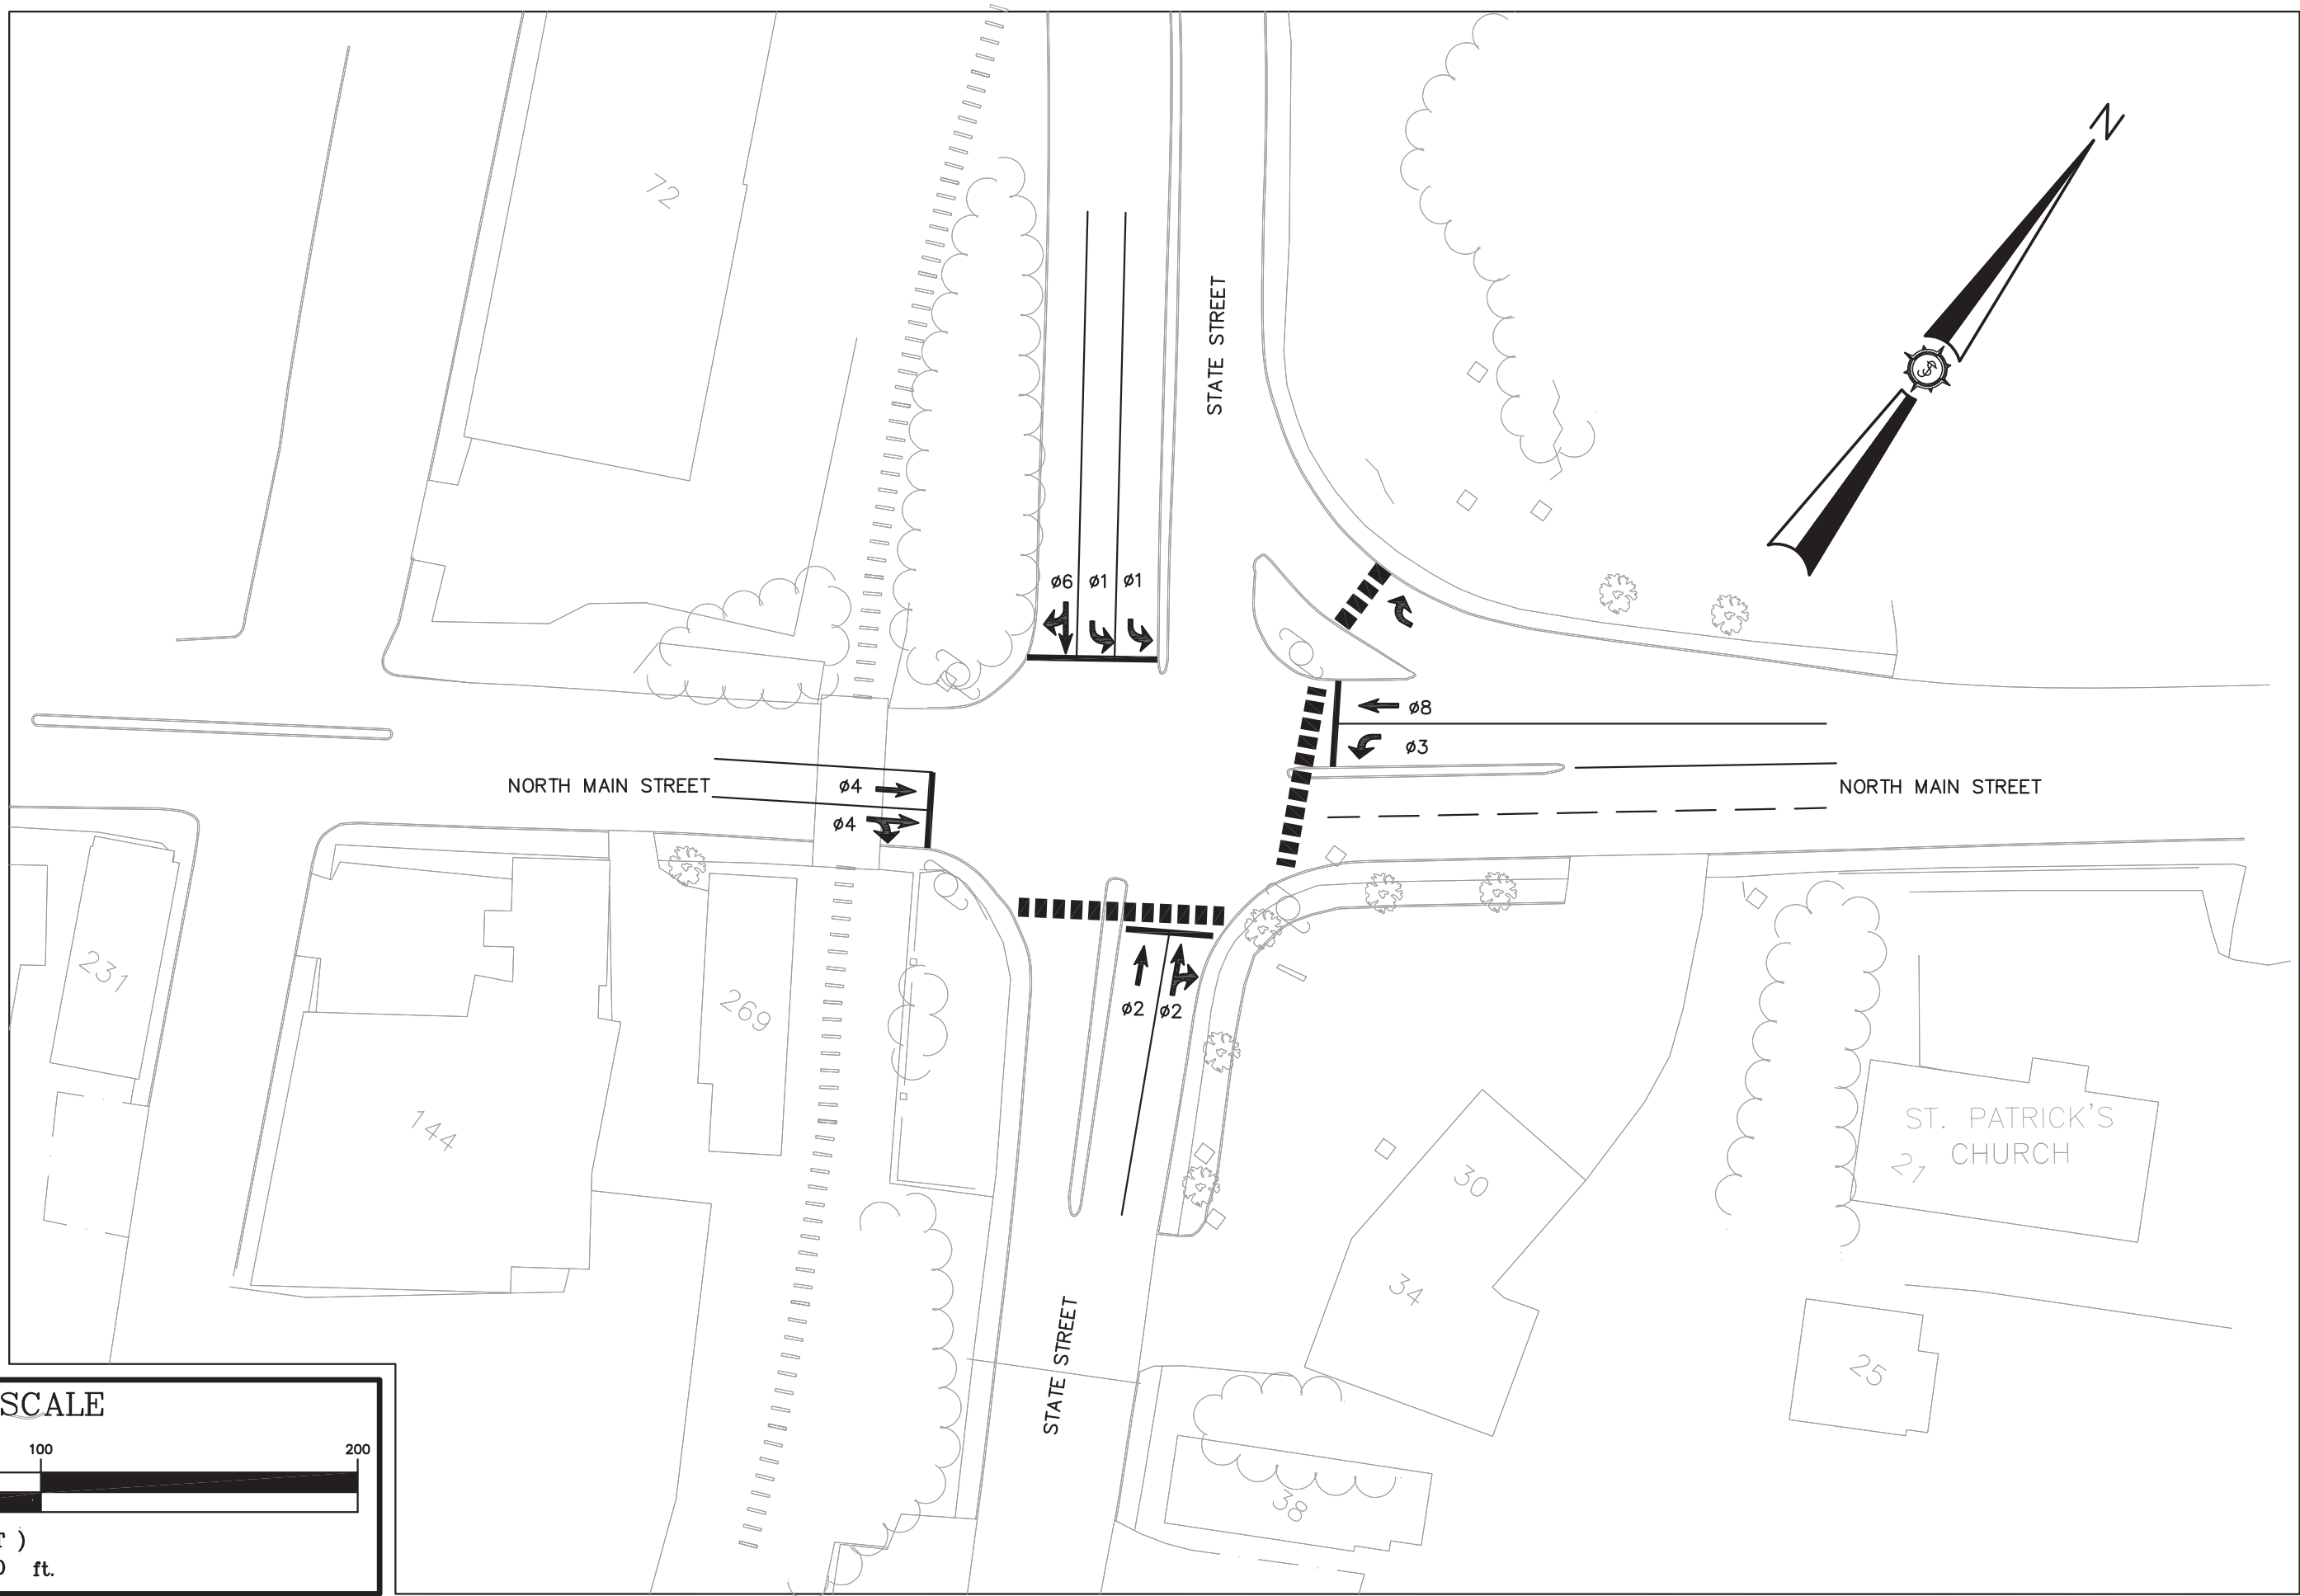 N
72
STATE STREET
ø6 ø1 ø1
ø8
ø3
NORTH MAIN STREET
ø4
ø4
NORTH MAIN STREET
231
269
ø2 ø2
144
ST. PATRICK'S
CHURCH
21
30
34
STATE STREET
25
38
SCALE
100 200
)
ft.